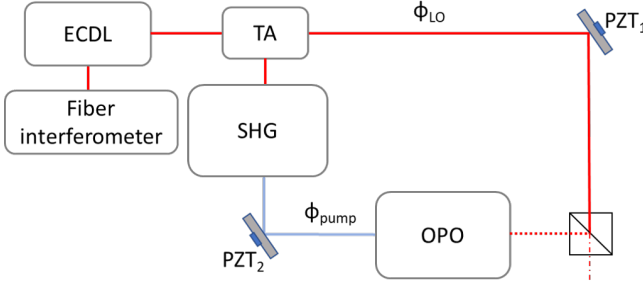 ECDL
TA
ϕLO
PZT1
Fiber
interferometer
SHG
ϕpump
PZT2
OPO